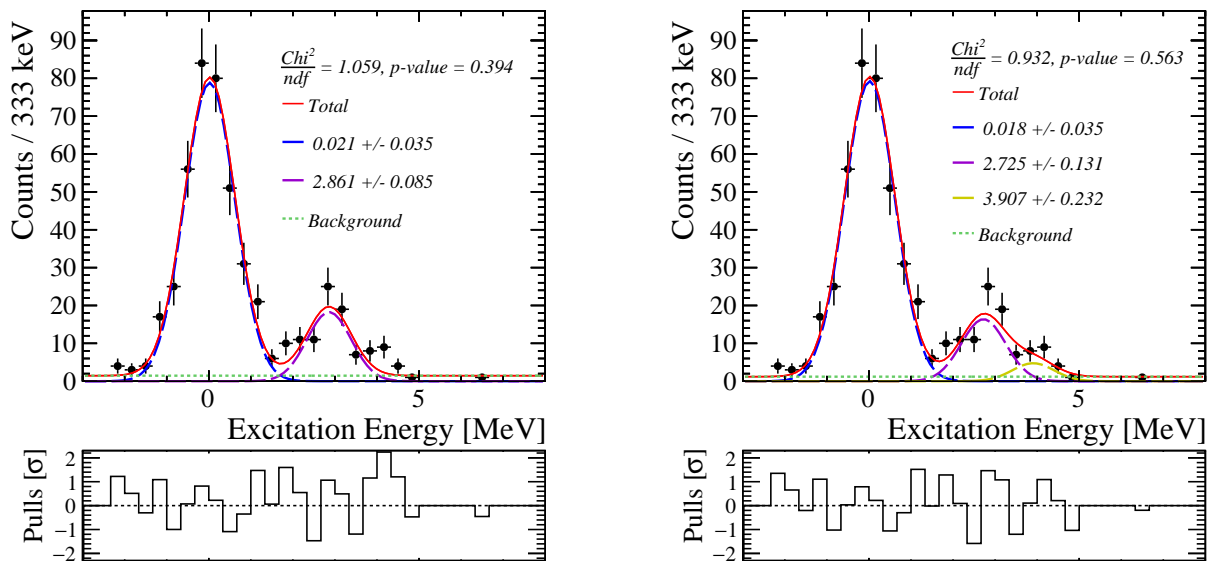 Counts / 333 keV
90
80
70
60
50
40
30
20
10
0
Chi²/ndf = 1.059, p-value = 0.394
Total
0.021 +/- 0.035
2.861 +/- 0.085
Background
0 5
Excitation Energy [MeV]
Pulls [σ]
2
1
0
−1
−2
Counts / 333 keV
90
80
70
60
50
40
30
20
10
0
Chi²/ndf = 0.932, p-value = 0.563
Total
0.018 +/- 0.035
2.725 +/- 0.131
3.907 +/- 0.232
Background
0 5
Excitation Energy [MeV]
Pulls [σ]
2
1
0
−1
−2